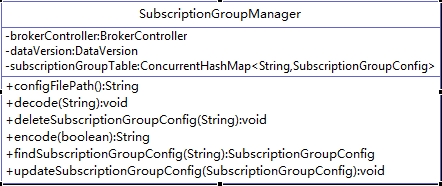 SubscriptionGroupManager
-brokerController:BrokerController
-dataVersion:DataVersion
-subscriptionGroupTable:ConcurrentHashMap<String,SubscriptionGroupConfig>
+configFilePath():String
+decode(String):void
+deleteSubscriptionGroupConfig(String):void
+encode(boolean):String
+findSubscriptionGroupConfig(String):SubscriptionGroupConfig
+updateSubscriptionGroupConfig(SubscriptionGroupConfig):void